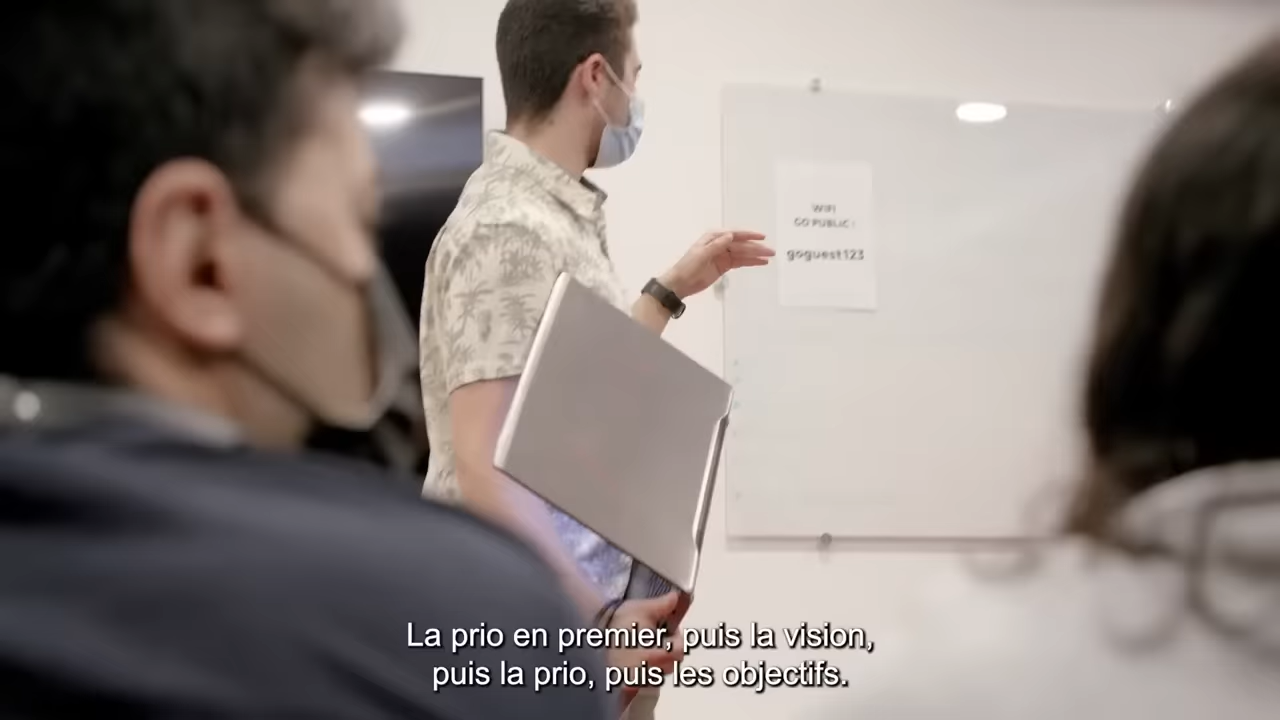 WIFI
GO PUBLIC :
goguest123
La prio en premier, puis la vision,
puis la prio, puis les objectifs.